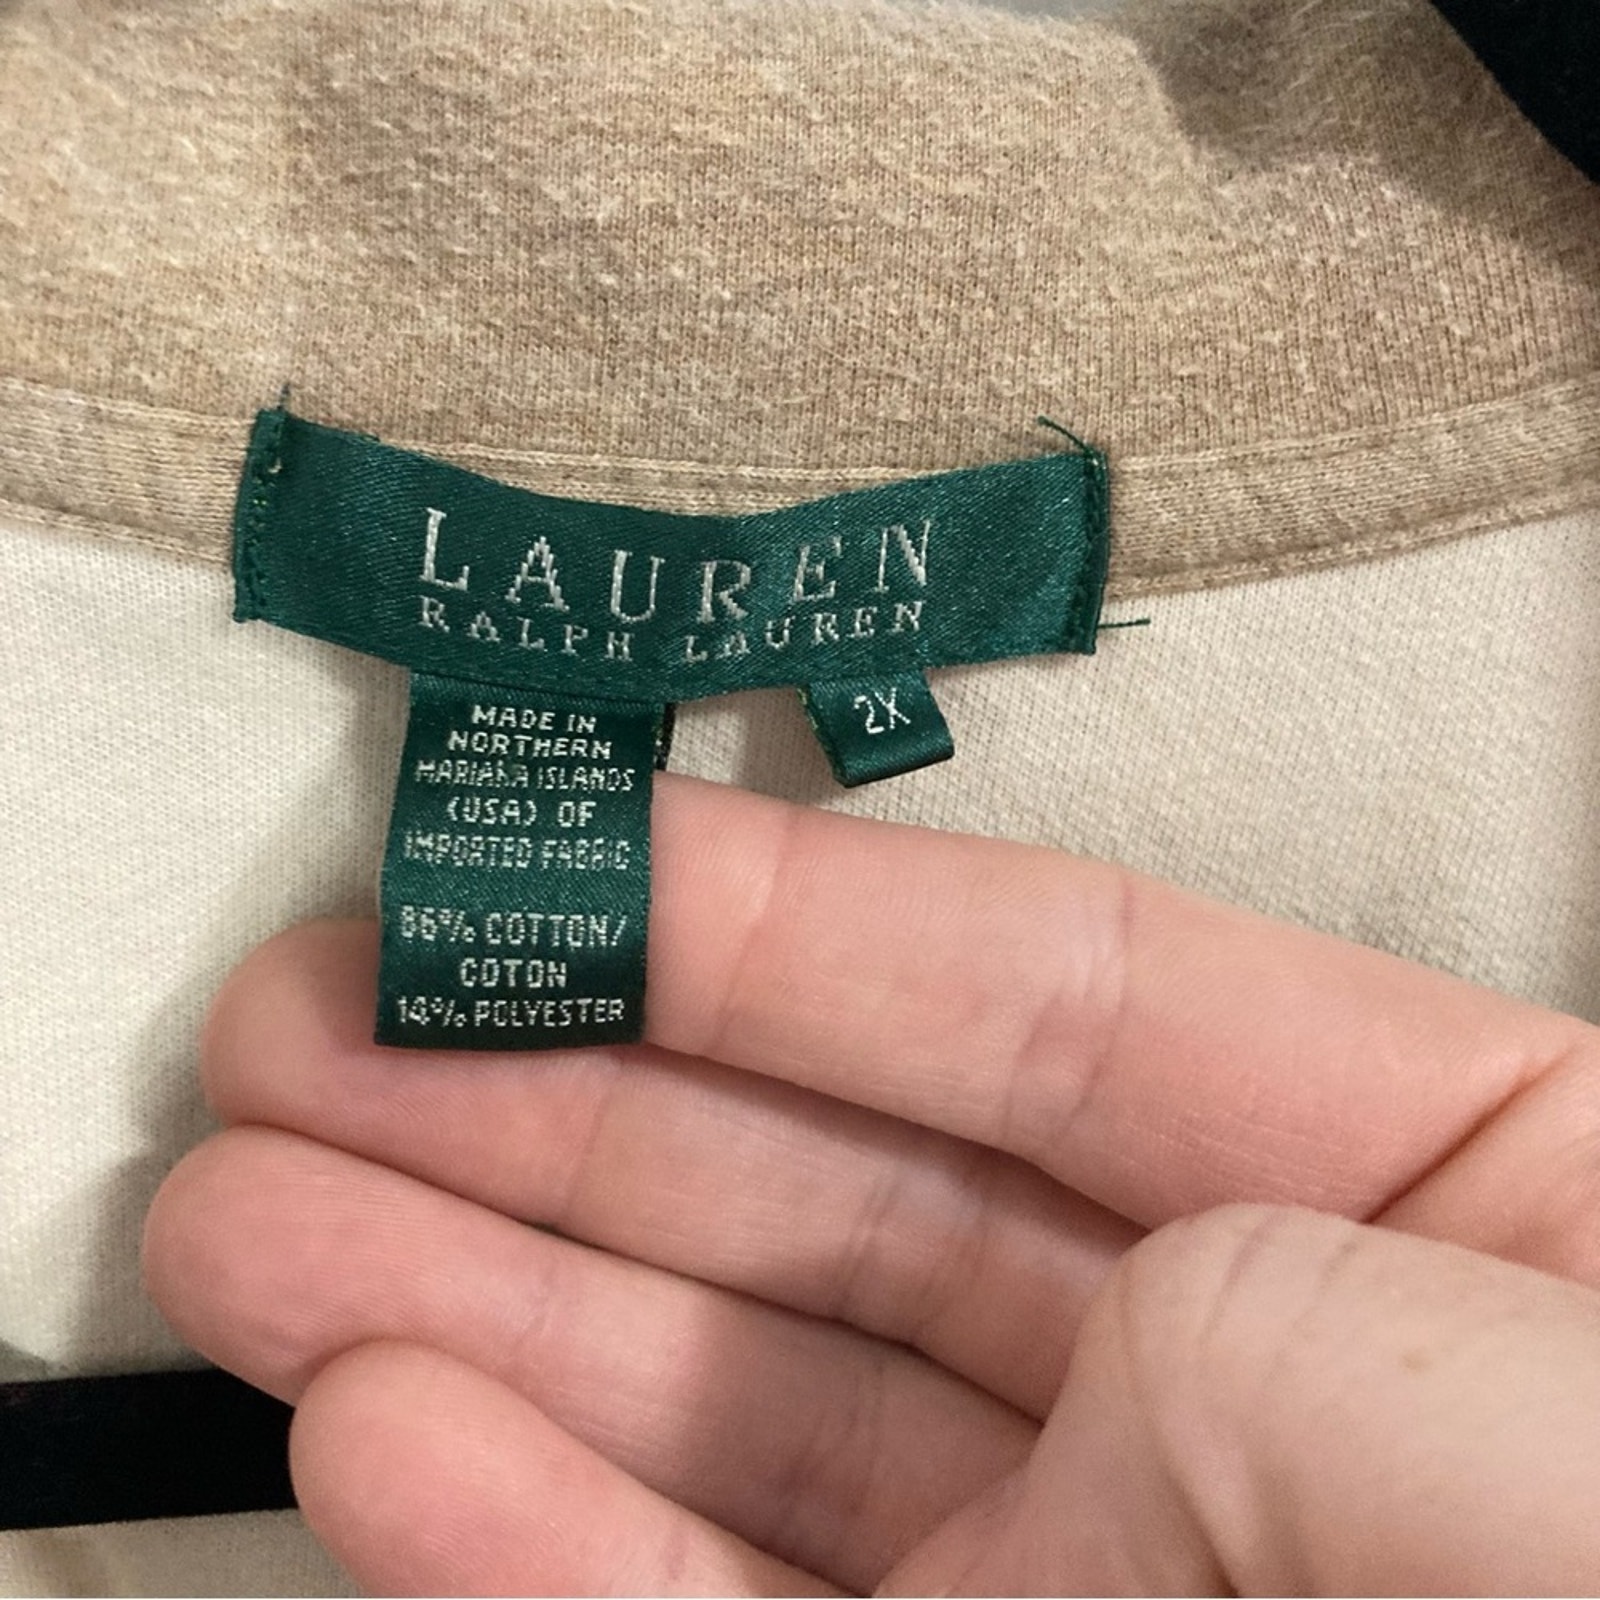 LAUREN
RALPH LAUREN
2X
MADE IN
NORTHERN
MARIANA ISLANDS
(USA) OF
IMPORTED FABRIC
86% COTTON/
COTON
14% POLYESTER